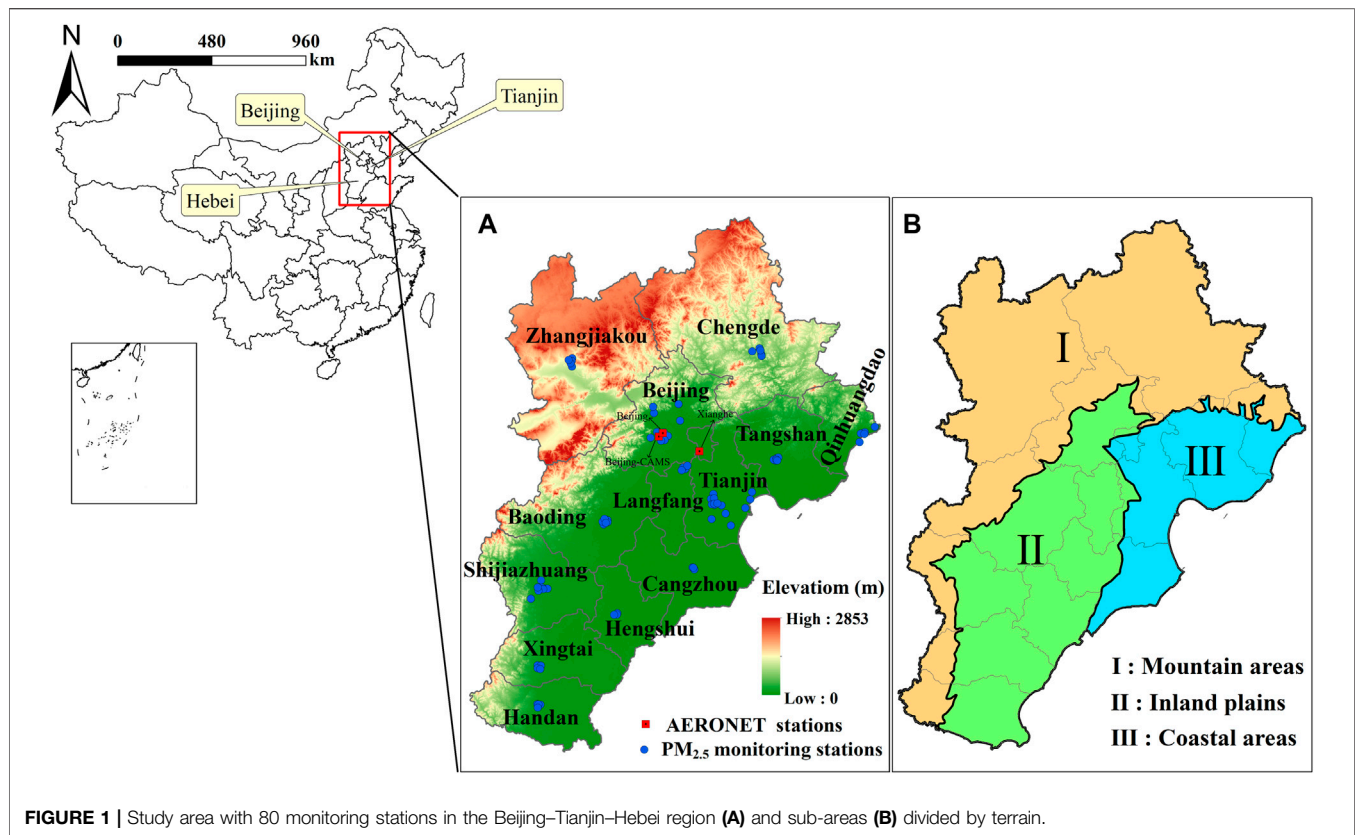 N
0 480 960
km
Beijing
Tianjin
Hebei
A
Zhangjiakou
Chengde
Beijing
Qinhuangdao
Beijing
Xianghe
Tangshan
Beijing-CAMS
Tianjin
Langfang
Baoding
Shijiazhuang
Cangzhou
Hengshui
Xingtai
Handan
Elevatiom (m)
High : 2853
Low : 0
AERONET stations
PM2.5 monitoring stations
B
I
II
III
I : Mountain areas
II : Inland plains
III : Coastal areas
FIGURE 1 | Study area with 80 monitoring stations in the Beijing–Tianjin–Hebei region (A) and sub-areas (B) divided by terrain.